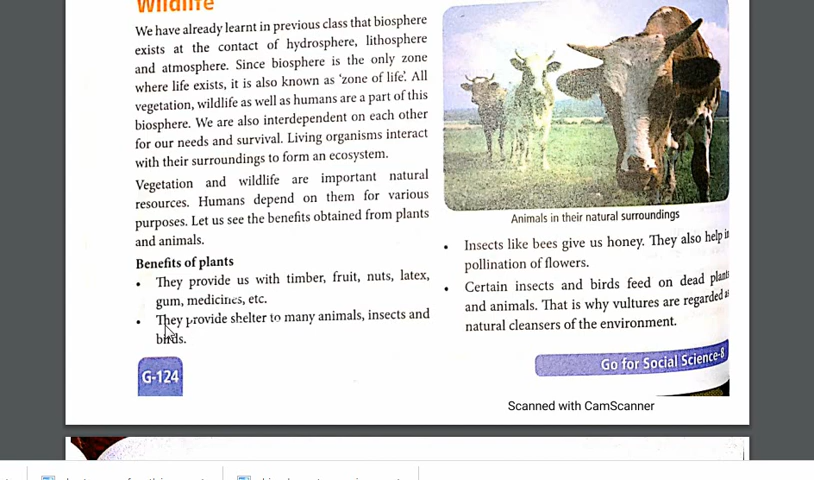 Wildlife
We have already learnt in previous class that biosphere
exists at the contact of hydrosphere, lithosphere
and atmosphere. Since biosphere is the only zone
where life exists, it is also known as 'zone of life'. All
vegetation, wildlife as well as humans are a part of this
biosphere. We are also interdependent on each other
for our needs and survival. Living organisms interact
with their surroundings to form an ecosystem.
Vegetation and wildlife are important natural
resources. Humans depend on them for various
purposes. Let us see the benefits obtained from plants
and animals.
Benefits of plants
• They provide us with timber, fruit, nuts, latex,
gum, medicines, etc.
• They provide shelter to many animals, insects and
birds.
G-124
Animals in their natural surroundings
• Insects like bees give us honey. They also help in
pollination of flowers.
• Certain insects and birds feed on dead plants
and animals. That is why vultures are regarded as
natural cleansers of the environment.
Go for Social Science-8
Scanned with CamScanner